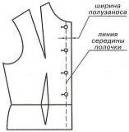 ширина
полузаноса
линия
середины
полочки